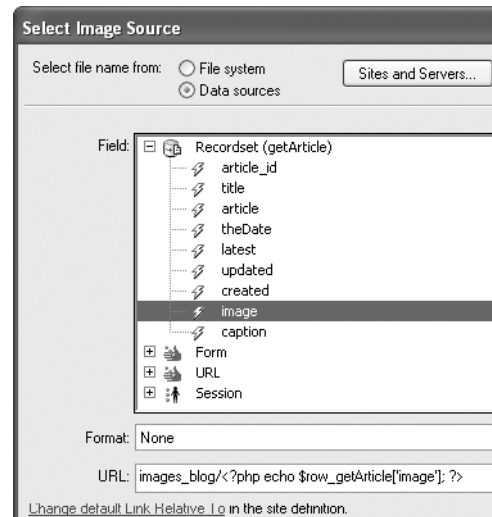 Select Image Source
Select file name from: File system Sites and Servers...
Data sources
Field: Recordset (getArticle)
article_id
title
article
theDate
latest
updated
created
image
caption
Form
URL
Session
Format: None
URL: images_blog/<?php echo $row_getArticle['image']; ?>
Change default Link Relative To in the site definition.